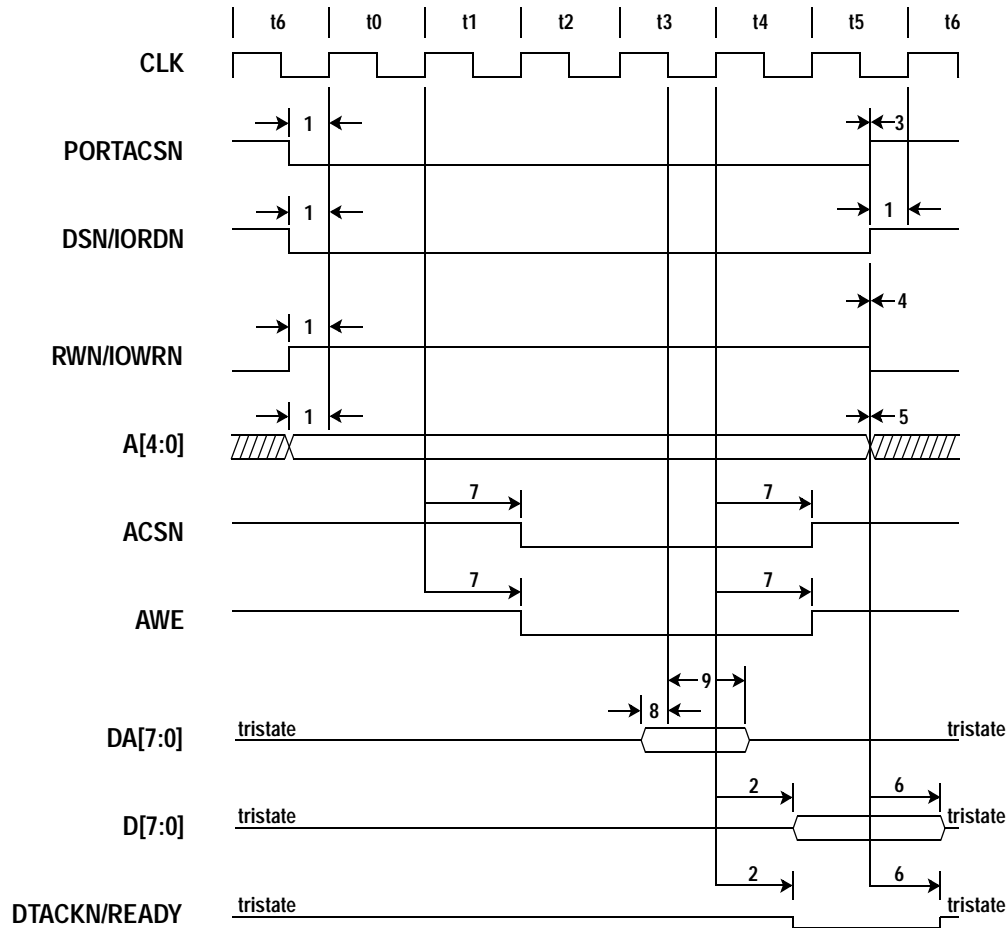 t6 t0 t1 t2 t3 t4 t5 t6
CLK
1 3
PORTACSN
1 1
DSN/IORDN
4
1
RWN/IOWRN
1 5
A[4:0]
7 7
ACSN
7 7
AWE
9
8
DA[7:0] tristate tristate
2 6
D[7:0] tristate tristate
2 6
DTACKN/READY tristate tristate